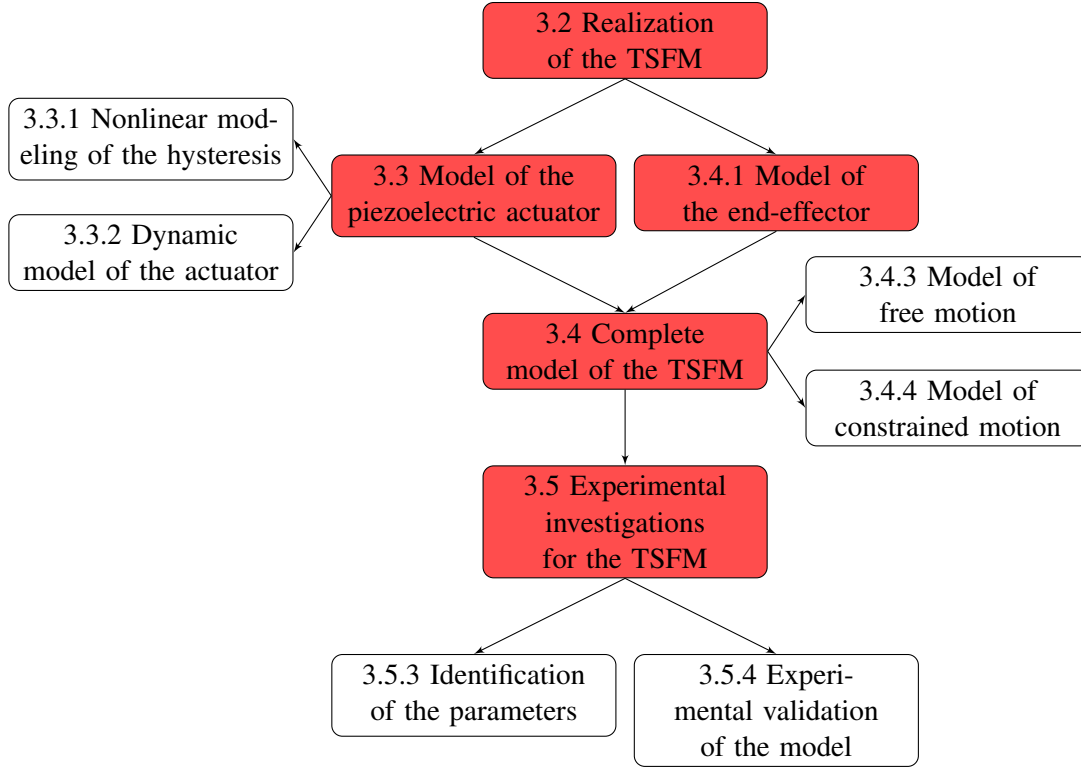 3.2 Realization
of the TSFM
3.3.1 Nonlinear mod-
eling of the hysteresis
3.3 Model of the
piezoelectric actuator
3.4.1 Model of
the end-effector
3.3.2 Dynamic
model of the actuator
3.4.3 Model of
free motion
3.4 Complete
model of the TSFM
3.4.4 Model of
constrained motion
3.5 Experimental
investigations
for the TSFM
3.5.3 Identification
of the parameters
3.5.4 Experi-
mental validation
of the model